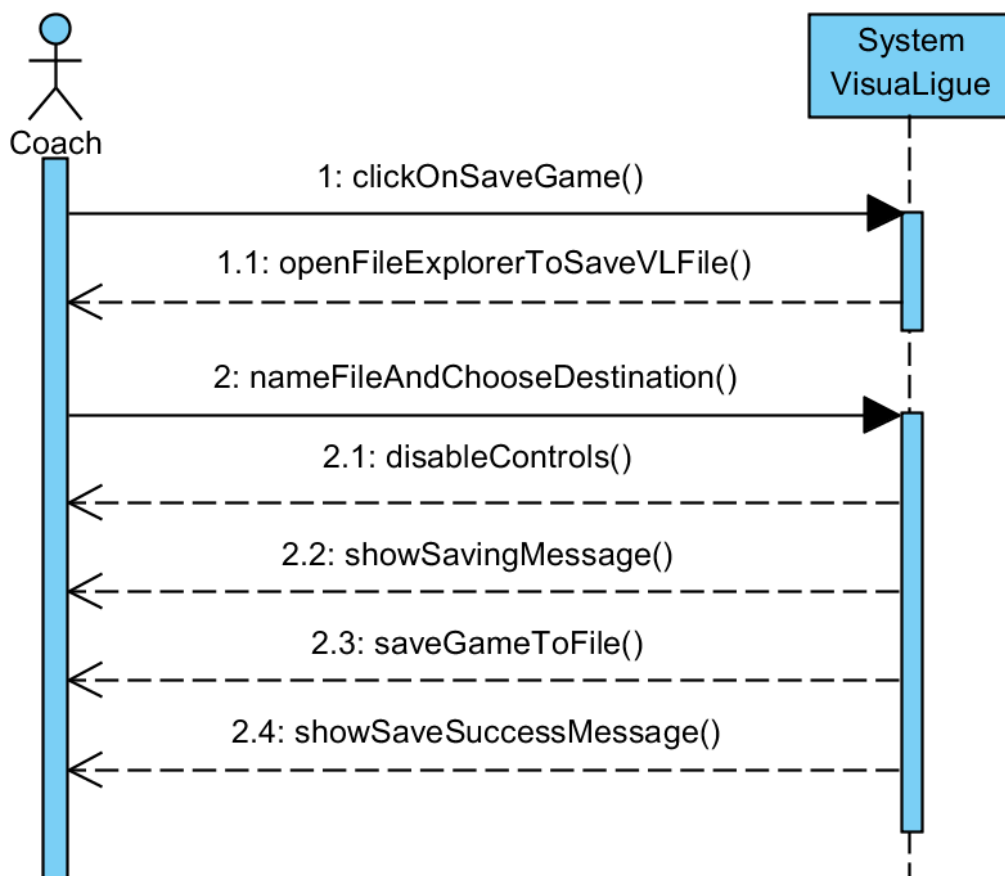 System
VisuaLigue
Coach
1: clickOnSaveGame()
1.1: openFileExplorerToSaveVLFile()
2: nameFileAndChooseDestination()
2.1: disableControls()
2.2: showSavingMessage()
2.3: saveGameToFile()
2.4: showSaveSuccessMessage()